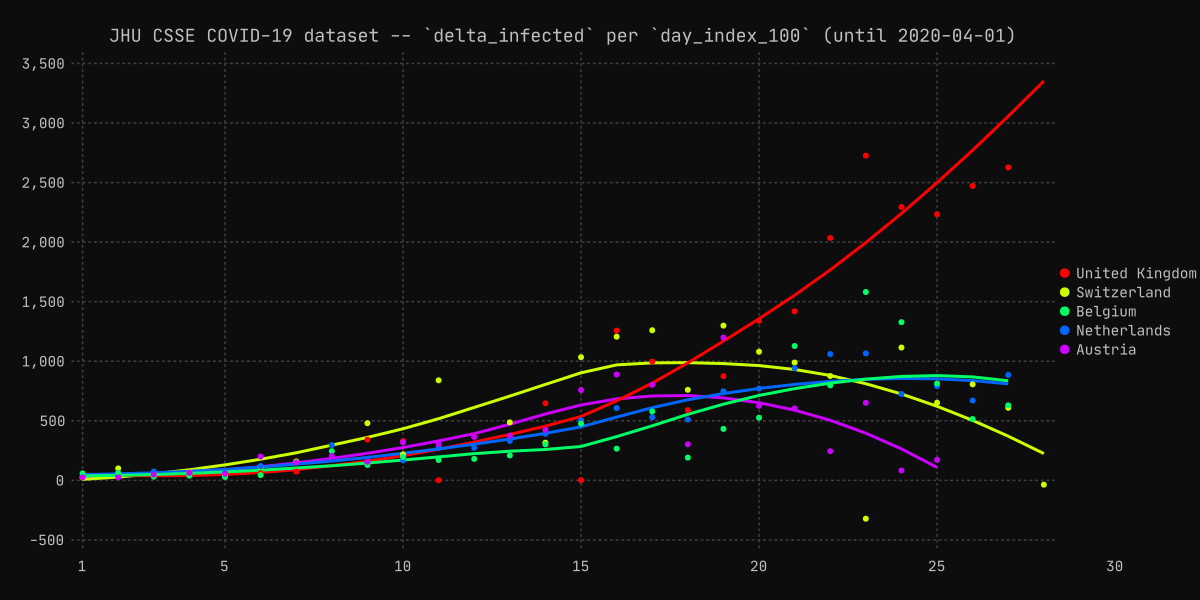 JHU CSSE COVID-19 dataset -- `delta_infected` per `day_index_100` (until 2020-04-01)
3,500
3,000
2,500
2,000
1,500
1,000
500
0
-500
1 5 10 15 20 25 30
United Kingdom
Switzerland
Belgium
Netherlands
Austria